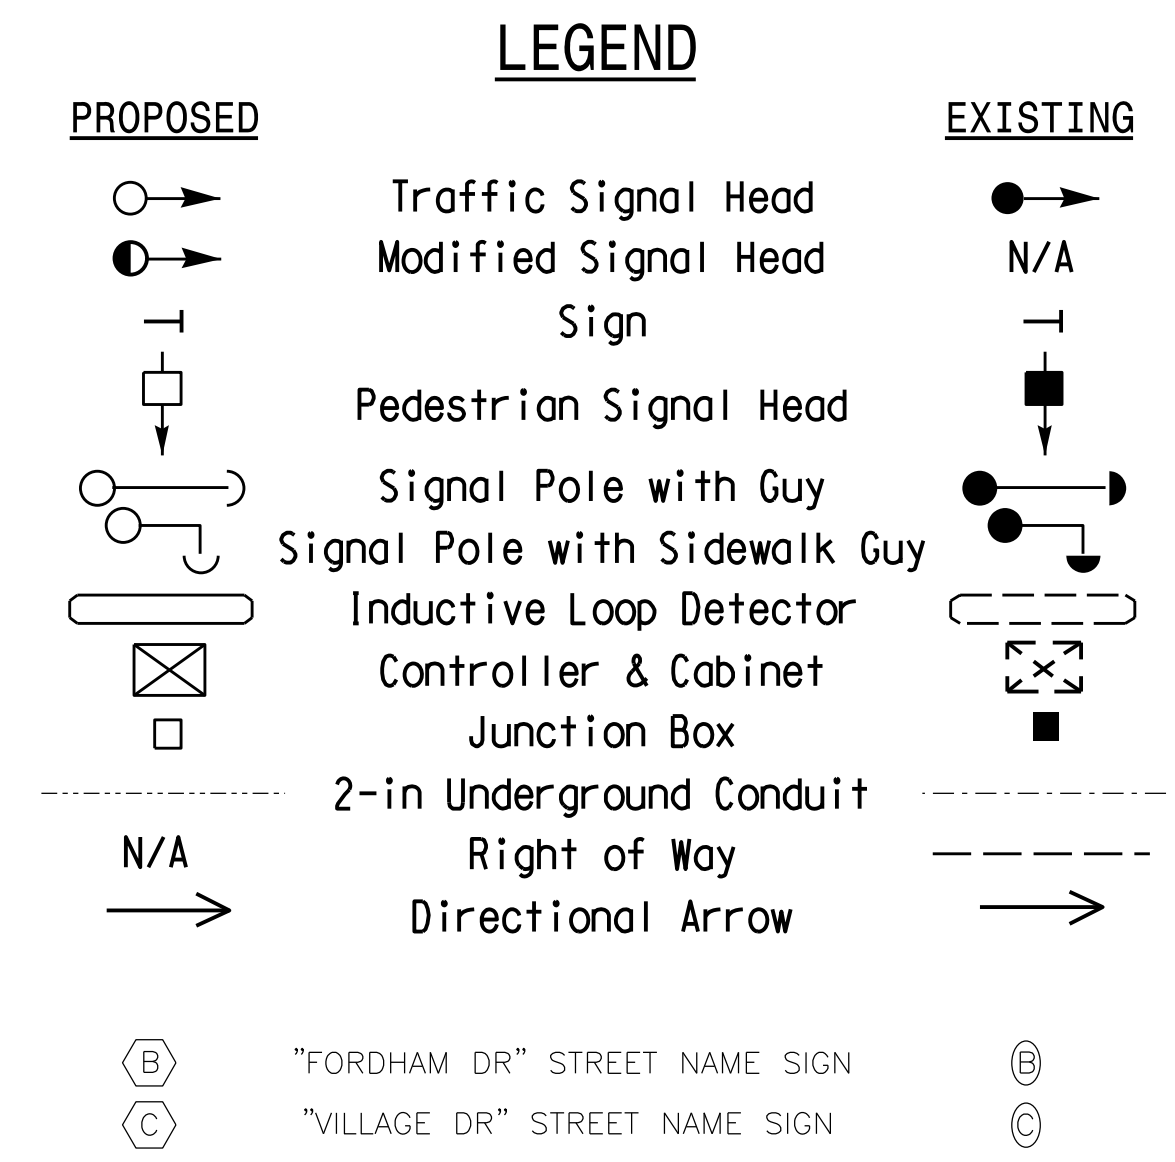 LEGEND
PROPOSED EXISTING
Traffic Signal Head
Modified Signal Head N/A
Sign
Pedestrian Signal Head
Signal Pole with Guy
Signal Pole with Sidewalk Guy
Inductive Loop Detector
Controller & Cabinet
Junction Box
2-in Underground Conduit
N/A Right of Way
Directional Arrow
B "FORDHAM DR" STREET NAME SIGN B
C "VILLAGE DR" STREET NAME SIGN C